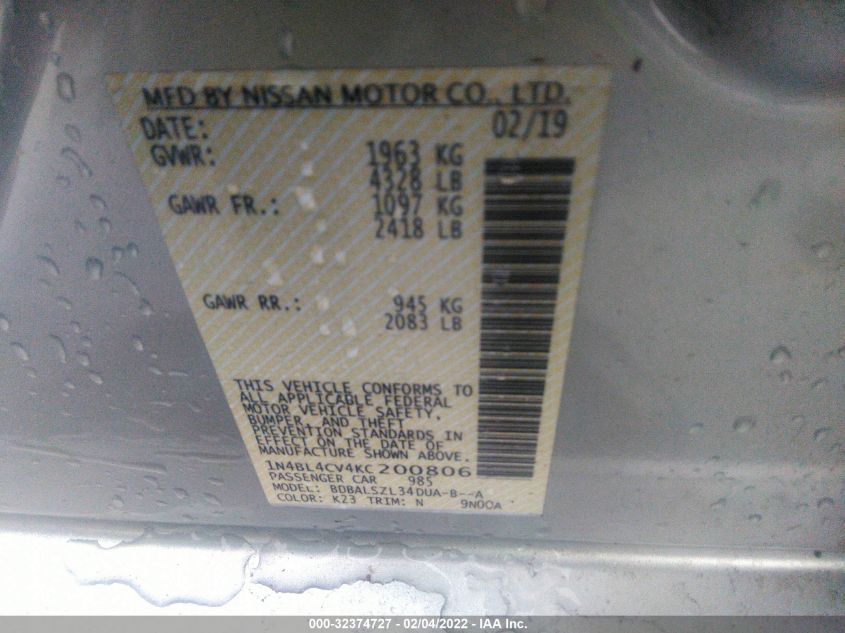 MFD BY NISSAN MOTOR CO., LTD.
DATE: 02/19
GVWR: 1963 KG
4328 LB
GAWR FR.: 1097 KG
2418 LB
GAWR RR.: 945 KG
2083 LB
THIS VEHICLE CONFORMS TO
ALL APPLICABLE FEDERAL
MOTOR VEHICLE SAFETY,
BUMPER, AND THEFT
PREVENTION STANDARDS IN
EFFECT ON THE DATE OF
MANUFACTURE SHOWN ABOVE.
1N4BL4CV4KC200806
PASSENGER CAR 985
MODEL: BDBALSZL34DUA-B--A
COLOR: K23 TRIM: N 9N00A
000-32374727 - 02/04/2022 - IAA Inc.